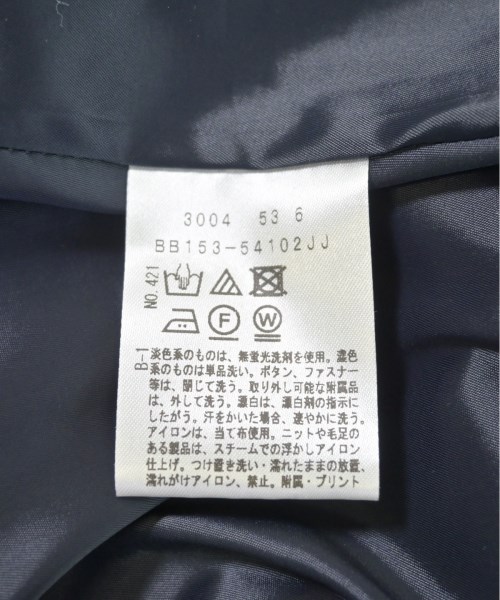 3004 53 6
BB153-54102JJ
NO.421
F W
B-1
淡色系のものは、無蛍光洗剤を使用。濃色
系のものは単品洗い。ボタン、ファスナー
等は、閉じて洗う。取り外し可能な附属品
は、外して洗う。漂白は、漂白剤の指示に
したがう。汗をかいた場合、速やかに洗う。
アイロンは、当て布使用。ニットや毛足の
ある製品は、スチームでの浮かしアイロン
仕上げ。つけ置き洗い・濡れたままの放置、
濡れがけアイロン、禁止。附属・プリント